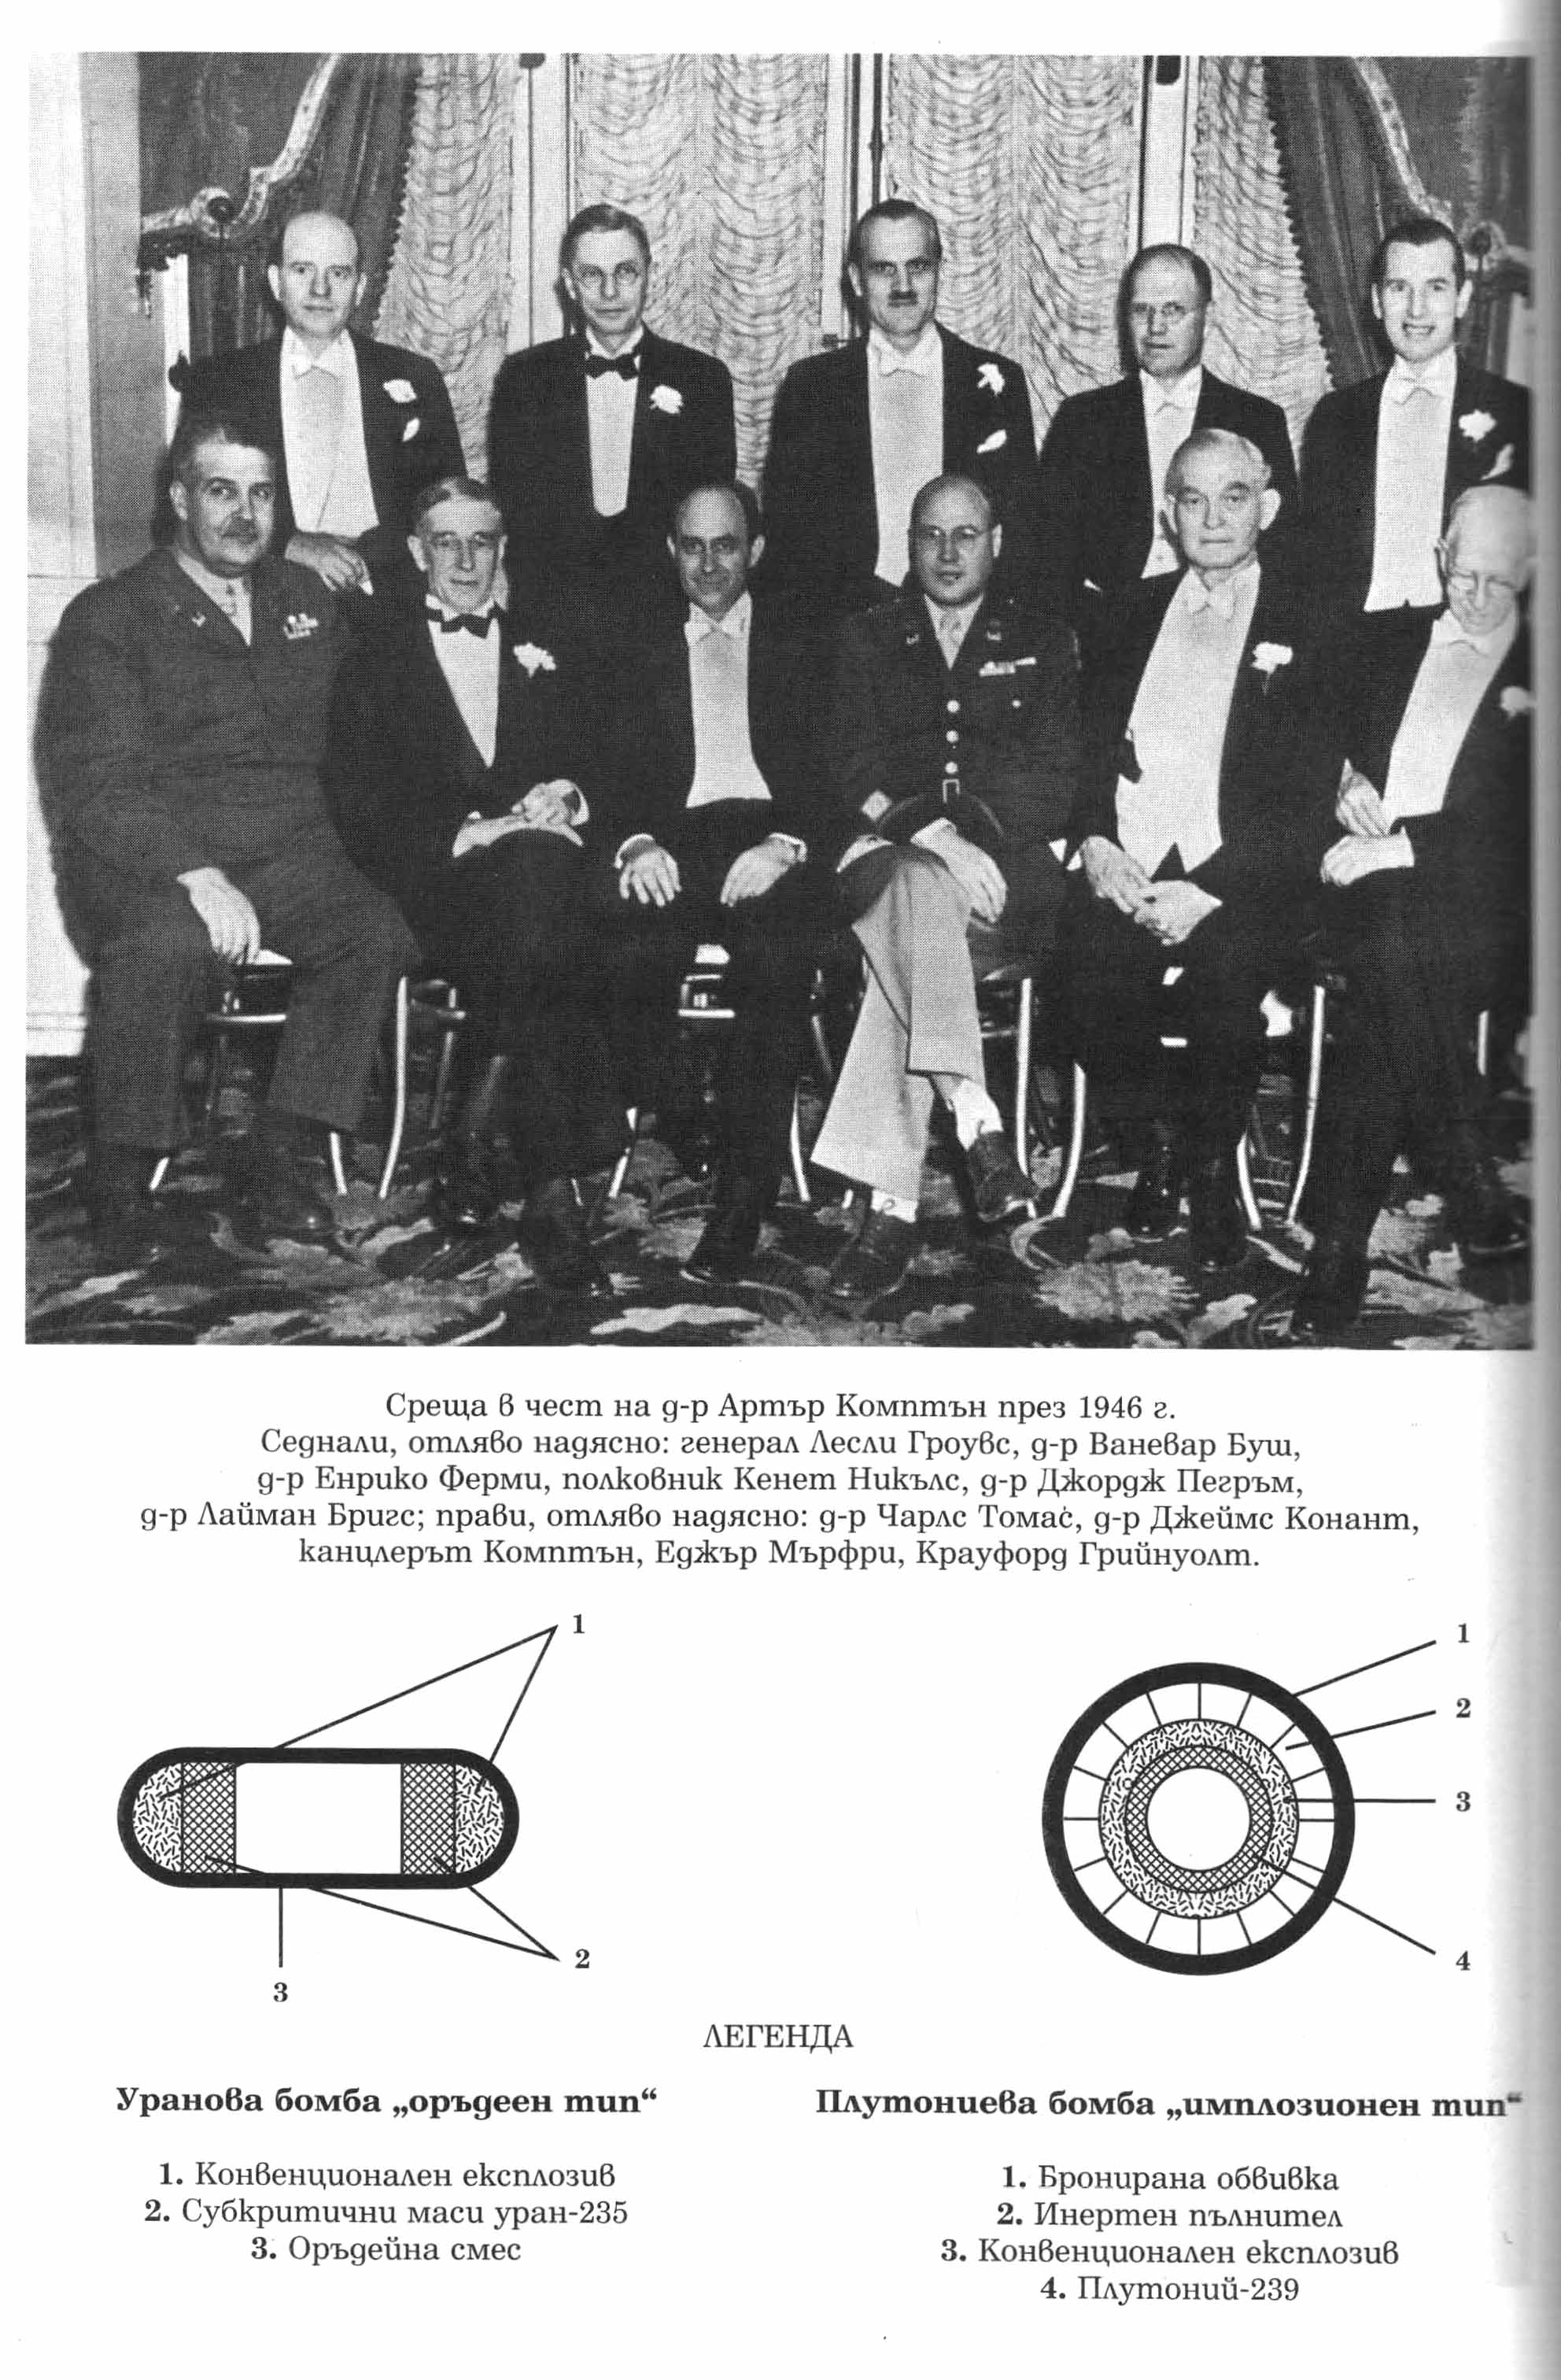 Среща в чест на д-р Артър Комптън през 1946 г.
Седнали, отляво надясно: генерал Лесли Гроувс, д-р Ваневар Буш,
д-р Енрико Ферми, полковник Кенет Никълс, д-р Джордж Пегръм,
д-р Лайман Бригс; прави, отляво надясно: д-р Чарлс Томас, д-р Джеймс Конант,
канцлерът Комптън, Еджър Мърфри, Крауфорд Грийнуолт.
1
2
3
1
2
3
4
ЛЕГЕНДА
Уранова бомба „оръдеен тип“
1. Конвенционален експлозив
2. Субкритични маси уран-235
3. Оръдейна смес
Плутониева бомба „имплозионен тип“
1. Бронирана обвивка
2. Инертен пълнител
3. Конвенционален експлозив
4. Плутоний-239